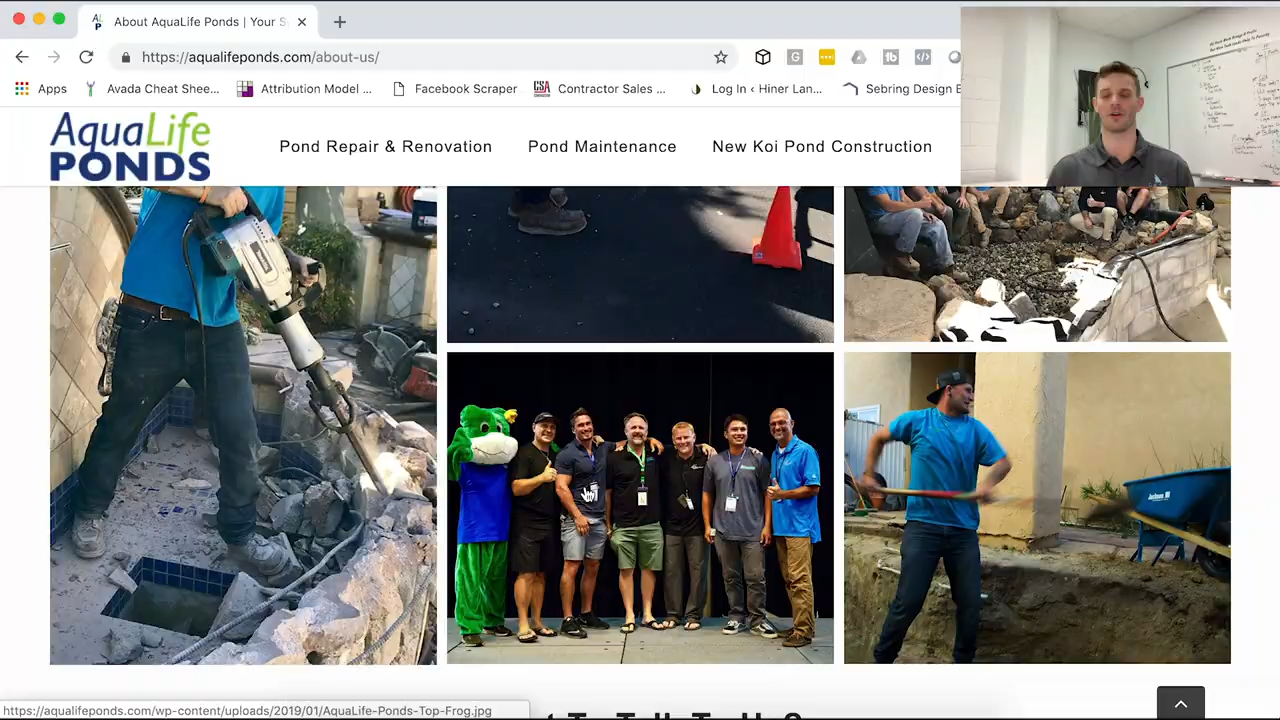 About AquaLife Ponds | Your S
https://aqualifeponds.com/about-us/
Apps
Avada Cheat Shee...
Attribution Model ...
Facebook Scraper
CSA
Contractor Sales ...
Log In ‹ Hiner Lan...
Sebring Design E
AquaLife
PONDS
Pond Repair & Renovation
Pond Maintenance
New Koi Pond Construction
https://aqualifeponds.com/wp-content/uploads/2019/01/AquaLife-Ponds-Top-Frog.jpg